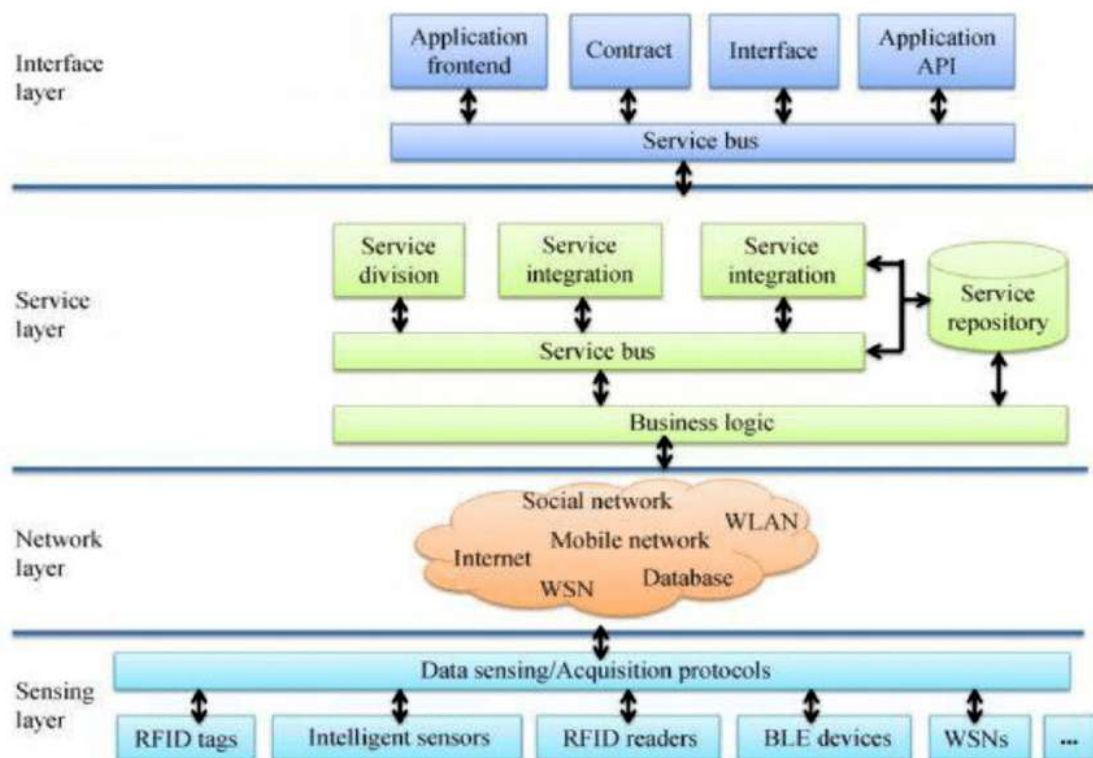 Interface
layer
Application
frontend
Contract
Interface
Application
API
Service bus
Service
layer
Service
division
Service
integration
Service
integration
Service
repository
Service bus
Business logic
Network
layer
Social network
WLAN
Mobile network
Internet
Database
WSN
Sensing
layer
Data sensing/Acquisition protocols
RFID tags
Intelligent sensors
RFID readers
BLE devices
WSNs
...